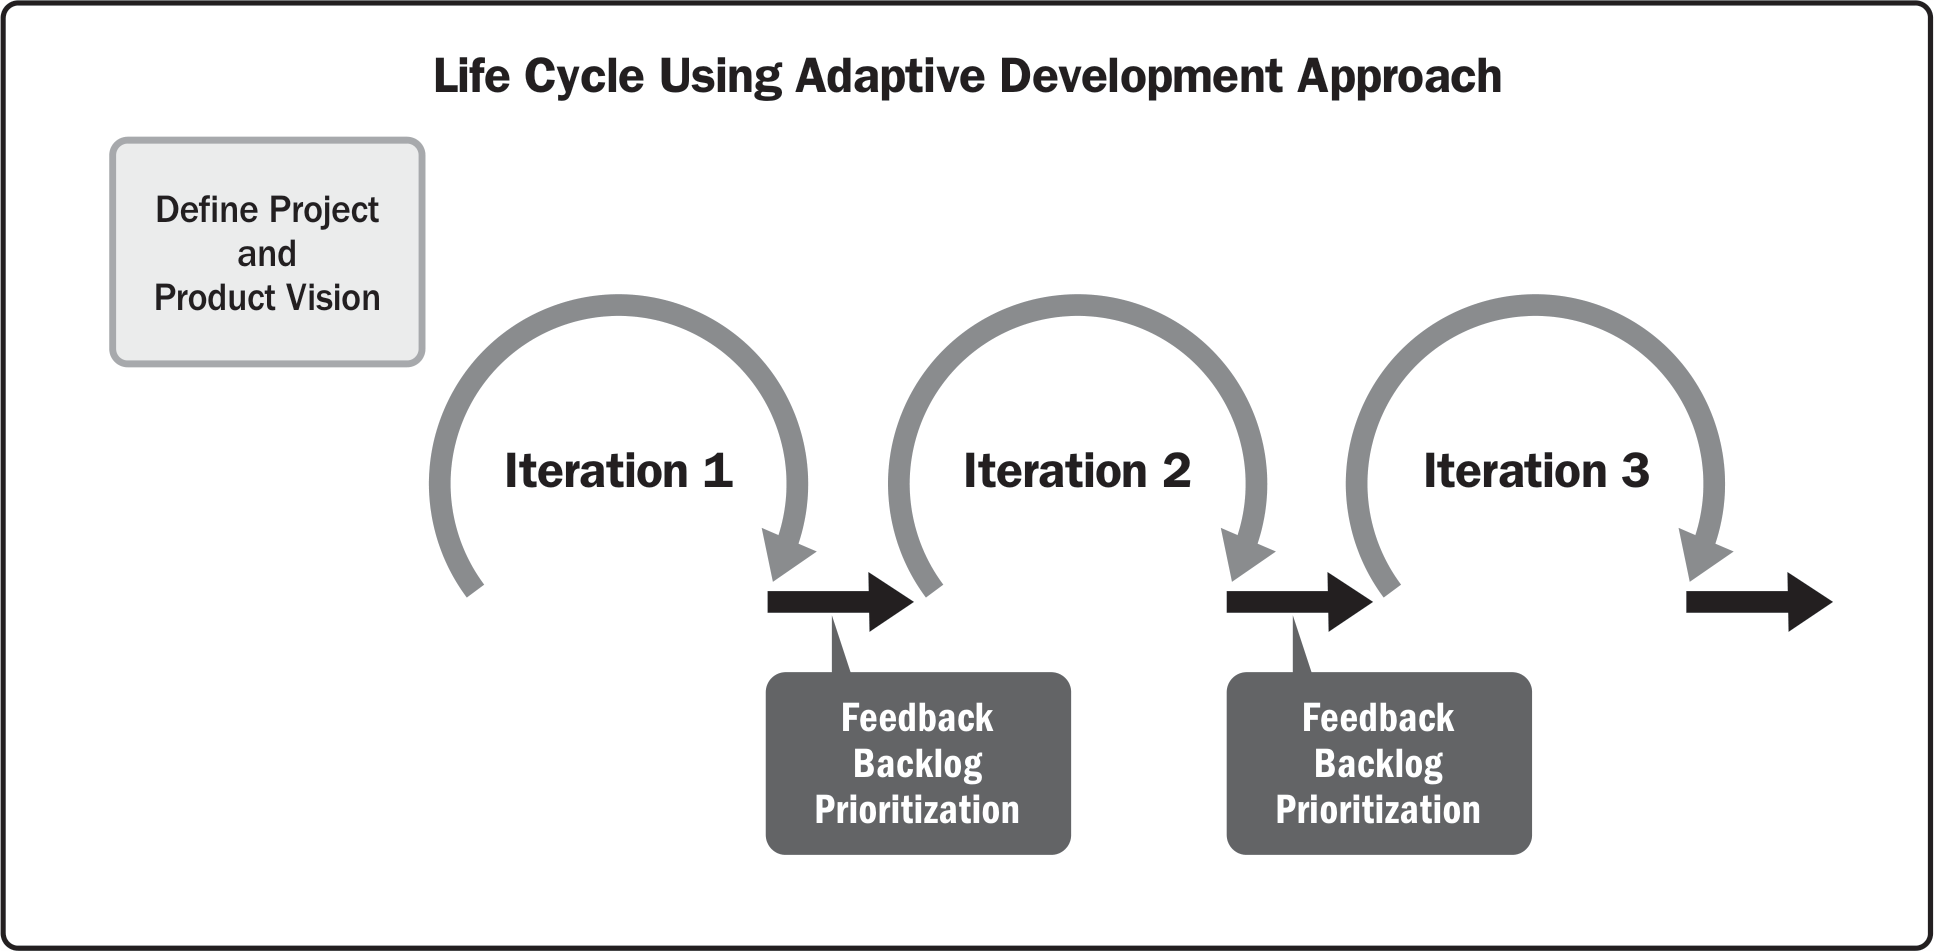 Life Cycle Using Adaptive Development Approach
Define Project
and
Product Vision
Iteration 1
Iteration 2
Iteration 3
Feedback
Backlog
Prioritization
Feedback
Backlog
Prioritization